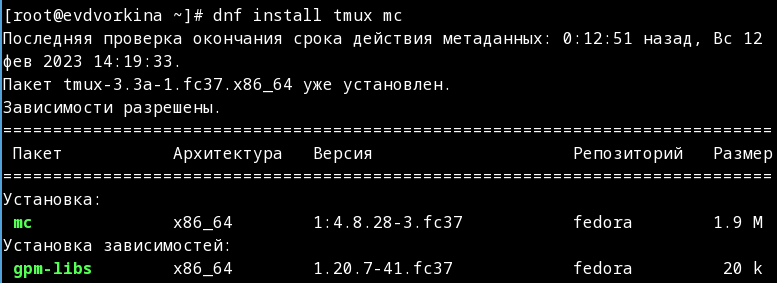 [root@evdvorkina ~]# dnf install tmux mc
Последняя проверка окончания срока действия метаданных: 0:12:51 назад, Вс 12
фев 2023 14:19:33.
Пакет tmux-3.3a-1.fc37.x86_64 уже установлен.
Зависимости разрешены.
=============================================================================
Пакет Архитектура Версия Репозиторий Размер
=============================================================================
Установка:
mc x86_64 1:4.8.28-3.fc37 fedora 1.9 M
Установка зависимостей:
gpm-libs x86_64 1.20.7-41.fc37 fedora 20 k